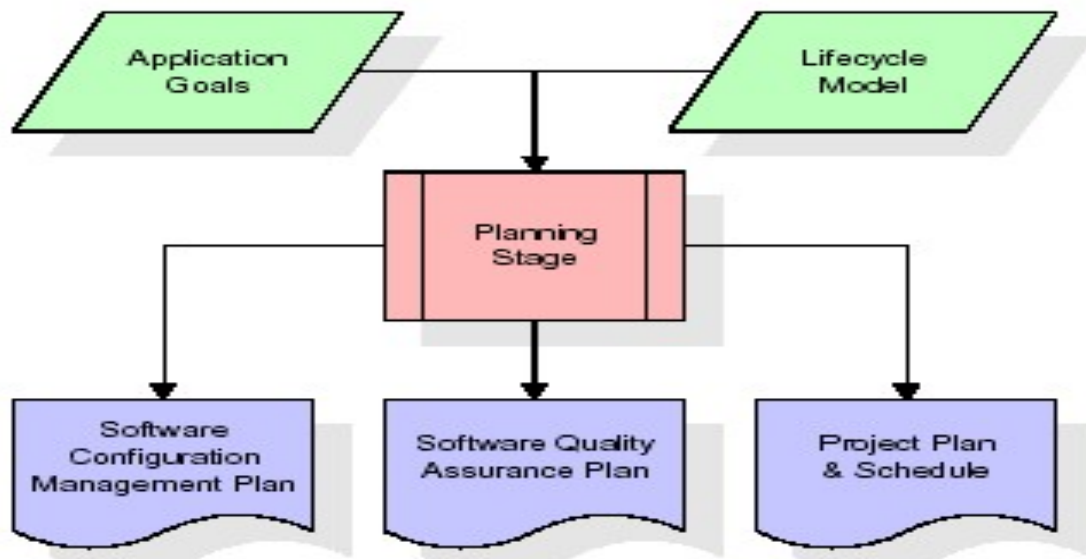 Application
Goals
Lifecycle
Model
Planning
Stage
Software
Configuration
Management Plan
Software Quality
Assurance Plan
Project Plan
& Schedule